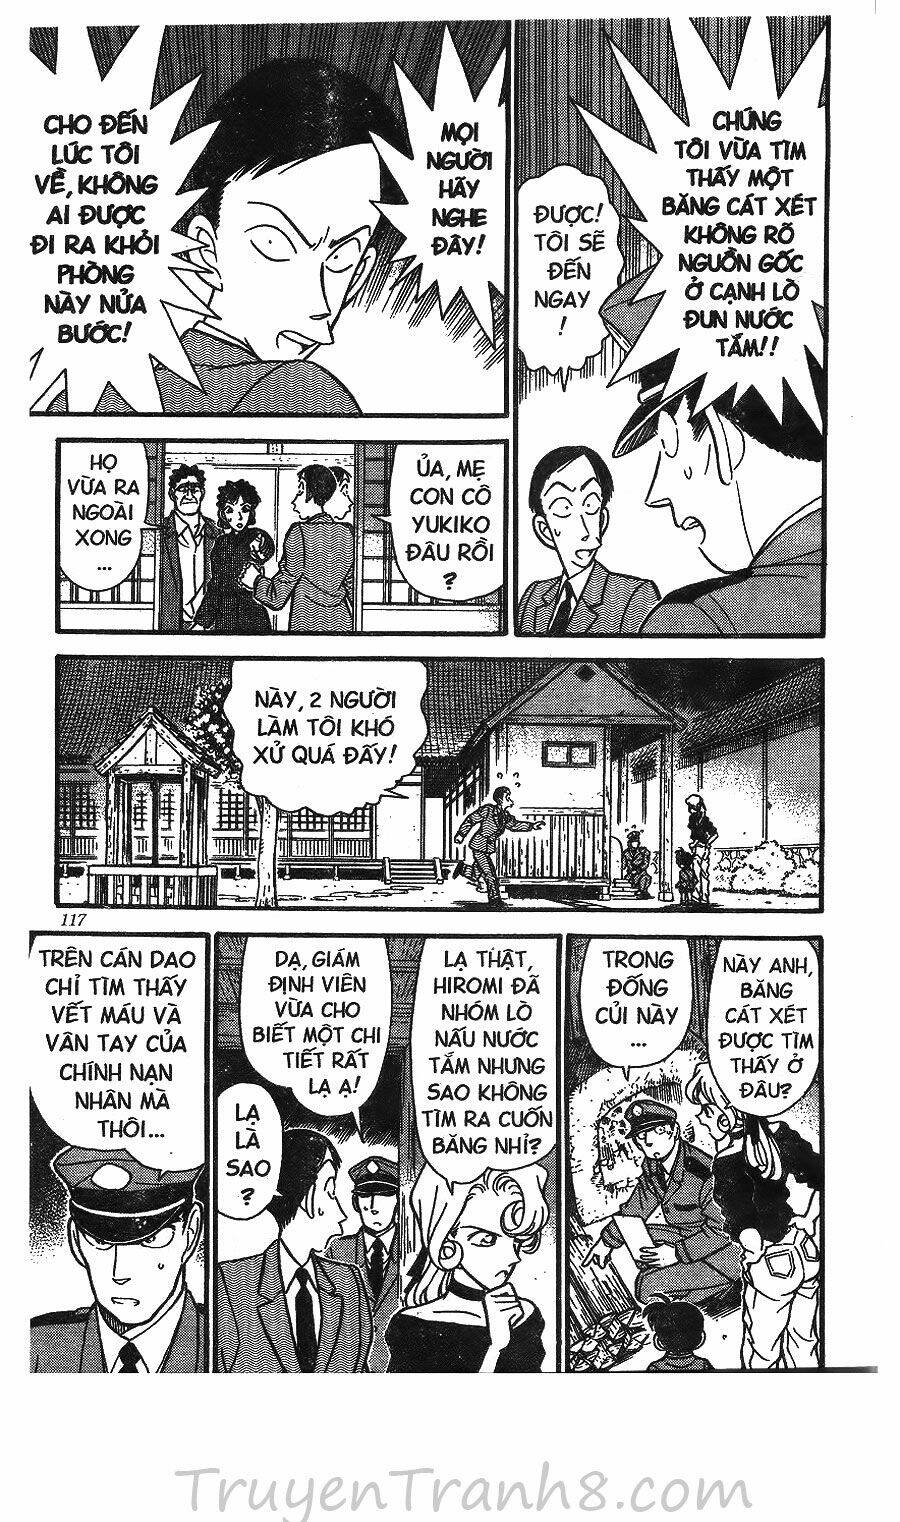 CHÚNG
TÔI VỪA TÌM
THẤY MỘT
BĂNG CÁT XÉT
KHÔNG RÕ
NGUỒN GỐC
Ở CẠNH LÒ
ĐUN NƯỚC
TẮM!!
ĐƯỢC!
TÔI SẼ
ĐẾN
NGAY
!
MỌI
NGƯỜI
HÃY
NGHE
ĐÂY!
CHO ĐẾN
LÚC TÔI
VỀ, KHÔNG
AI ĐƯỢC
ĐI RA KHỎI
PHÒNG
NÀY NỬA
BƯỚC!
ỦA, MẸ
CON CÔ
YUKIKO
ĐÂU RỒI
?
HỌ
VỪA RA
NGOÀI
XONG
...
NÀY, 2 NGƯỜI
LÀM TÔI KHÓ
XỬ QUÁ ĐẤY!
117
NÀY ANH,
BĂNG
CÁT XÉT
ĐƯỢC TÌM
THẤY Ở
ĐÂU?
TRONG
ĐỐNG
CỦI NÀY
...
LẠ THẬT,
HIROMI ĐÃ
NHÓM LÒ
NẤU NƯỚC
TẮM NHƯNG
SAO KHÔNG
TÌM RA CUỐN
BĂNG NHỈ?
DẠ, GIÁM
ĐỊNH VIÊN
VỪA CHO
BIẾT MỘT CHI
TIẾT RẤT
LẠ Ạ!
LẠ
LÀ
SAO
?
TRÊN CÁN DAO
CHỈ TÌM THẤY
VẾT MÁU VÀ
VÂN TAY CỦA
CHÍNH NẠN
NHÂN MÀ
THÔI...
TruyenTranh8.com